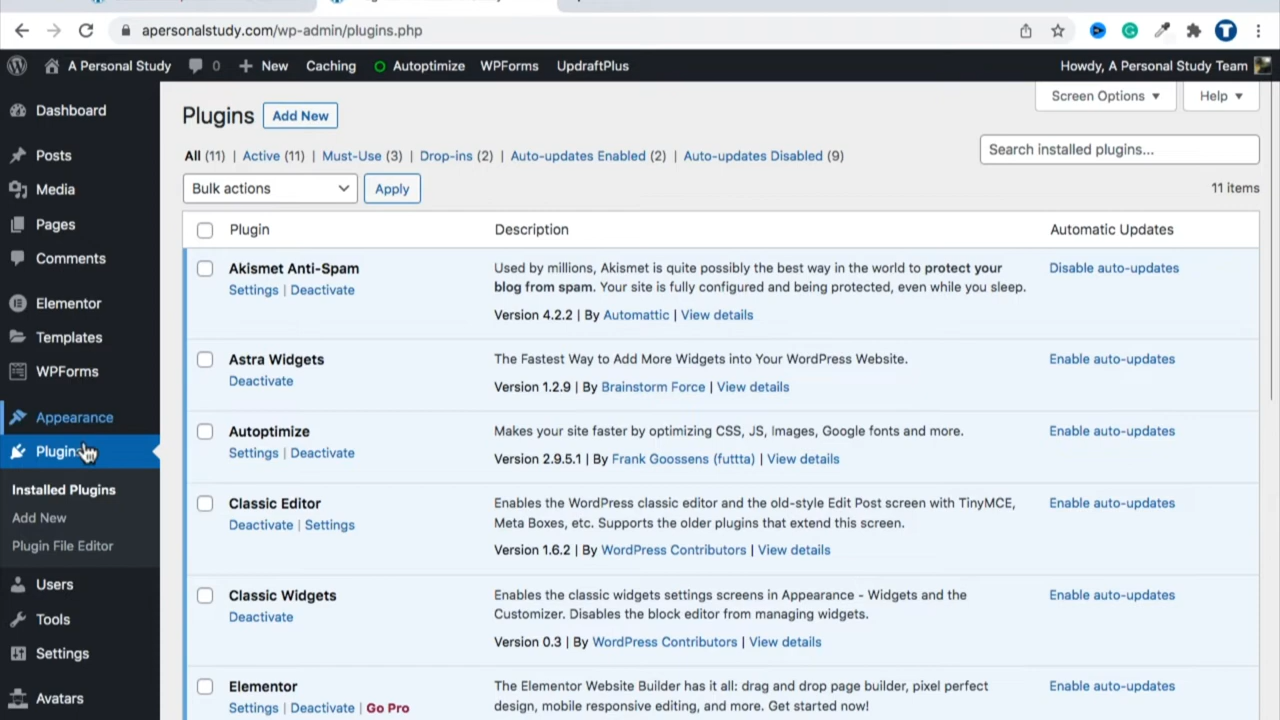 apersonalstudy.com/wp-admin/plugins.php
A Personal Study 0 New Caching Autoptimize WPForms UpdraftPlus Howdy, A Personal Study Team
Screen Options Help
Dashboard
Posts
Media
Pages
Comments
Elementor
Templates
WPForms
Appearance
Plugin
Installed Plugins
Add New
Plugin File Editor
Users
Tools
Settings
Avatars
Plugins Add New
All (11) | Active (11) | Must-Use (3) | Drop-ins (2) | Auto-updates Enabled (2) | Auto-updates Disabled (9)
Search installed plugins...
Bulk actions Apply
11 items
Plugin Description Automatic Updates
Akismet Anti-Spam
Settings | Deactivate
Used by millions, Akismet is quite possibly the best way in the world to protect your
blog from spam. Your site is fully configured and being protected, even while you sleep.
Version 4.2.2 | By Automattic | View details
Disable auto-updates
Astra Widgets
Deactivate
The Fastest Way to Add More Widgets into Your WordPress Website.
Version 1.2.9 | By Brainstorm Force | View details
Enable auto-updates
Autoptimize
Settings | Deactivate
Makes your site faster by optimizing CSS, JS, Images, Google fonts and more.
Version 2.9.5.1 | By Frank Goossens (futtta) | View details
Enable auto-updates
Classic Editor
Deactivate | Settings
Enables the WordPress classic editor and the old-style Edit Post screen with TinyMCE,
Meta Boxes, etc. Supports the older plugins that extend this screen.
Version 1.6.2 | By WordPress Contributors | View details
Enable auto-updates
Classic Widgets
Deactivate
Enables the classic widgets settings screens in Appearance - Widgets and the
Customizer. Disables the block editor from managing widgets.
Version 0.3 | By WordPress Contributors | View details
Enable auto-updates
Elementor
Settings | Deactivate | Go Pro
The Elementor Website Builder has it all: drag and drop page builder, pixel perfect
design, mobile responsive editing, and more. Get started now!
Enable auto-updates